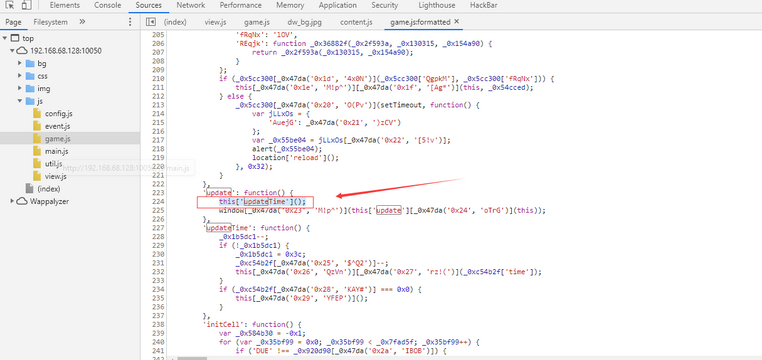 Elements Console Sources Network Performance Memory Application Security Lighthouse HackBar
Page Filesystem »
(index) view.js game.js dw_bg.jpg content.js game.js:formatted ×
top
192.168.68.128:10050
bg
css
img
js
config.js
event.js
game.js
main.js
util.js
view.js
(index)
Wappalyzer
205 'fRqNx': '1OV',
206 'REqjk': function _0x36882f(_0x2f593a, _0x130315, _0x154a90) {
207 return _0x2f593a(_0x130315, _0x154a90);
208 }
209 };
210 if (_0x5cc300[_0x47da('0x1d', '4x0N')](_0x5cc300['QgpkM'], _0x5cc300['fRqNx'])) {
211 this[_0x47da('0x1e', 'M!p^')][_0x47da('0x1f', '[Ag*')](this, _0x54cced);
212 } else {
213 _0x5cc300[_0x47da('0x20', 'O(Pv')](setTimeout, function() {
214 var jLLxOs = {
215 'AuejG': _0x47da('0x21', ')zCV')
216 };
217 var _0x55be04 = jLLxOs[_0x47da('0x22', '[5!v')];
218 alert(_0x55be04);
219 location['reload']();
220 }, 0x32);
221 }
222 },
223 'update': function() {
224 this['updateTime']();
225 window[_0x47da('0x23', 'M!p^')](this['update'][_0x47da('0x24', 'oTrG')](this));
226 },
227 'updateTime': function() {
228 _0x1b5dc1--;
229 if (!_0x1b5dc1) {
230 _0x1b5dc1 = 0x3c;
231 _0xc54b2f[_0x47da('0x25', '$^Q2')]--;
232 this[_0x47da('0x26', 'QzVn')][_0x47da('0x27', 'rz!(')](_0xc54b2f['time']);
233 }
234 if (_0xc54b2f[_0x47da('0x28', 'KAY#')] === 0x0) {
235 this[_0x47da('0x29', 'YFEP')]();
236 }
237 },
238 'initCell': function() {
239 var _0x584b30 = -0x1;
240 for (var _0x35bf99 = 0x0; _0x35bf99 < _0x7fad5f; _0x35bf99++) {
241 if ('DUE' !== _0x920d90[_0x47da('0x2a', 'IBOB')]) {